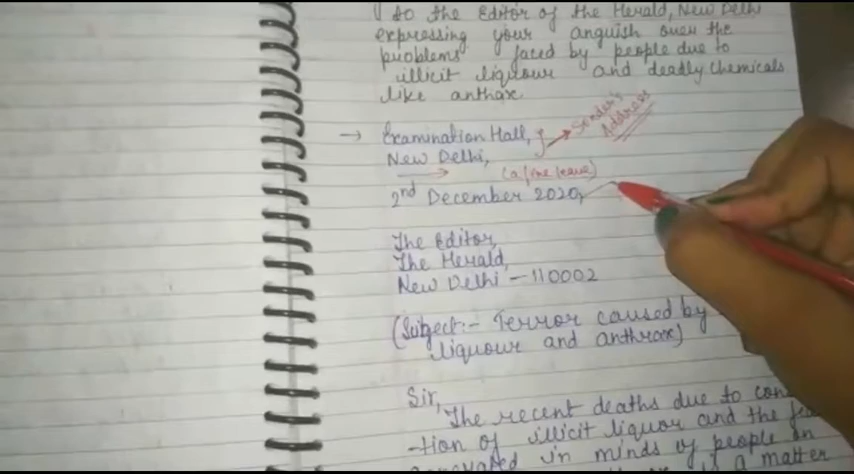 to the Editor of the Herald, New Delhi
expressing your anguish over the
problems faced by people due to
illicit liquour and deadly chemicals
like anthrax.
→ Examination Hall, } → Sender's Address
New Delhi,
(a line leave)
2nd December 2020,
The Editor,
The Herald,
New Delhi – 110002
(Subject:- Terror caused by
liquour and anthrax)
Sir,
The recent deaths due to con
-tion of illicit liquor and the
in minds of people
is a matter